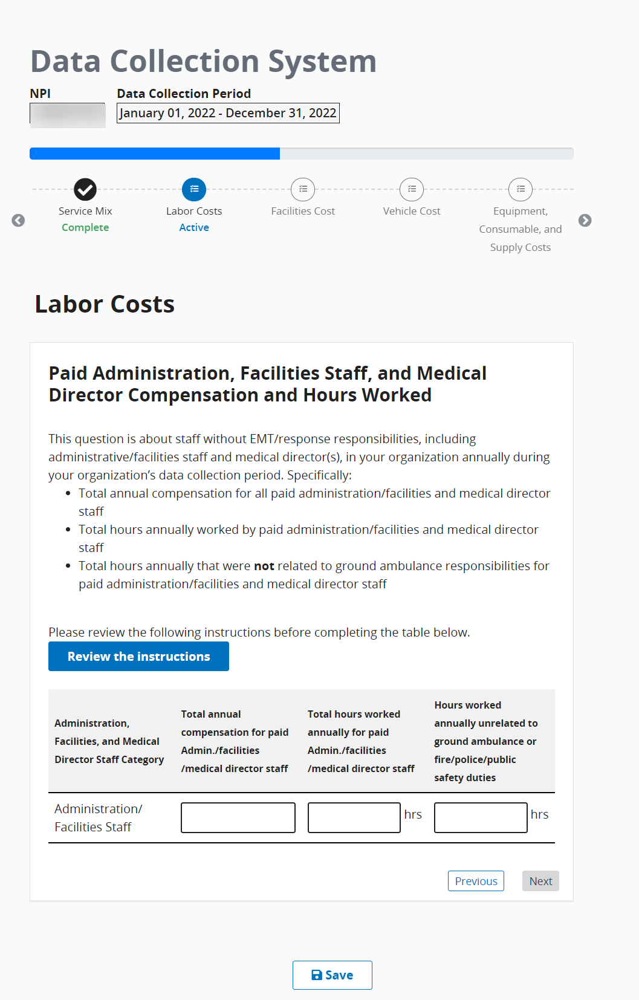 Data Collection System
NPI
Data Collection Period
January 01, 2022 - December 31, 2022
Service Mix
Complete
Labor Costs
Active
Facilities Cost
Vehicle Cost
Equipment,
Consumable, and
Supply Costs
Labor Costs
Paid Administration, Facilities Staff, and Medical
Director Compensation and Hours Worked
This question is about staff without EMT/response responsibilities, including
administrative/facilities staff and medical director(s), in your organization annually during
your organization’s data collection period. Specifically:
• Total annual compensation for all paid administration/facilities and medical director
staff
• Total hours annually worked by paid administration/facilities and medical director
staff
• Total hours annually that were not related to ground ambulance responsibilities for
paid administration/facilities and medical director staff
Please review the following instructions before completing the table below.
Review the instructions
Administration,
Facilities, and Medical
Director Staff Category
Total annual
compensation for paid
Admin./facilities
/medical director staff
Total hours worked
annually for paid
Admin./facilities
/medical director staff
Hours worked
annually unrelated to
ground ambulance or
fire/police/public
safety duties
Administration/
Facilities Staff
hrs
hrs
Previous
Next
Save